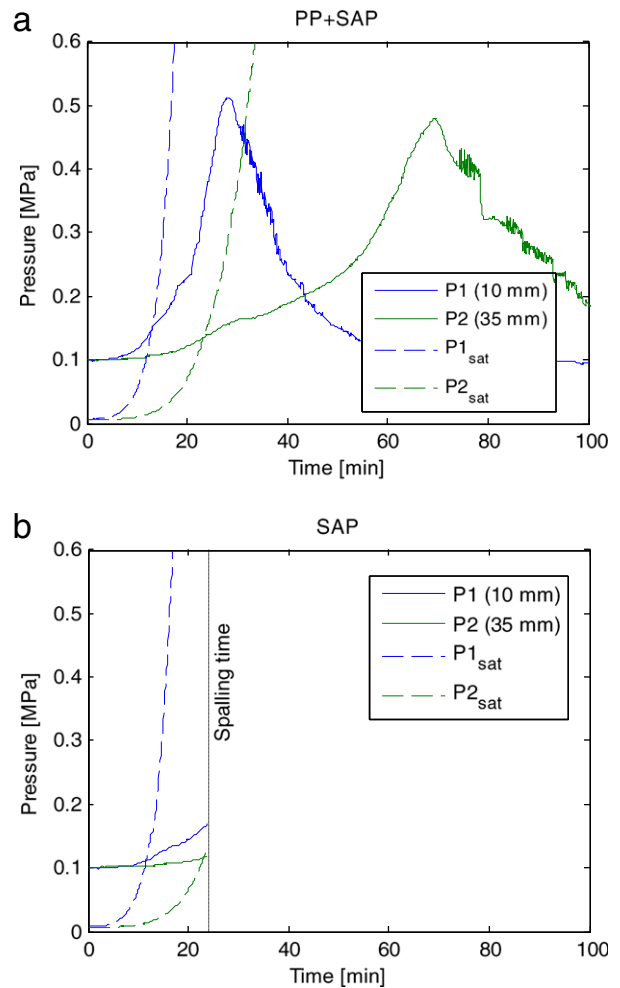 a
PP+SAP
0.6
0.5
0.4
0.3
0.2
0.1
0
Pressure [MPa]
P1 (10 mm)
P2 (35 mm)
P1sat
P2sat
0 20 40 60 80 100
Time [min]
b
SAP
0.6
0.5
0.4
0.3
0.2
0.1
0
Pressure [MPa]
Spalling time
P1 (10 mm)
P2 (35 mm)
P1sat
P2sat
0 20 40 60 80 100
Time [min]